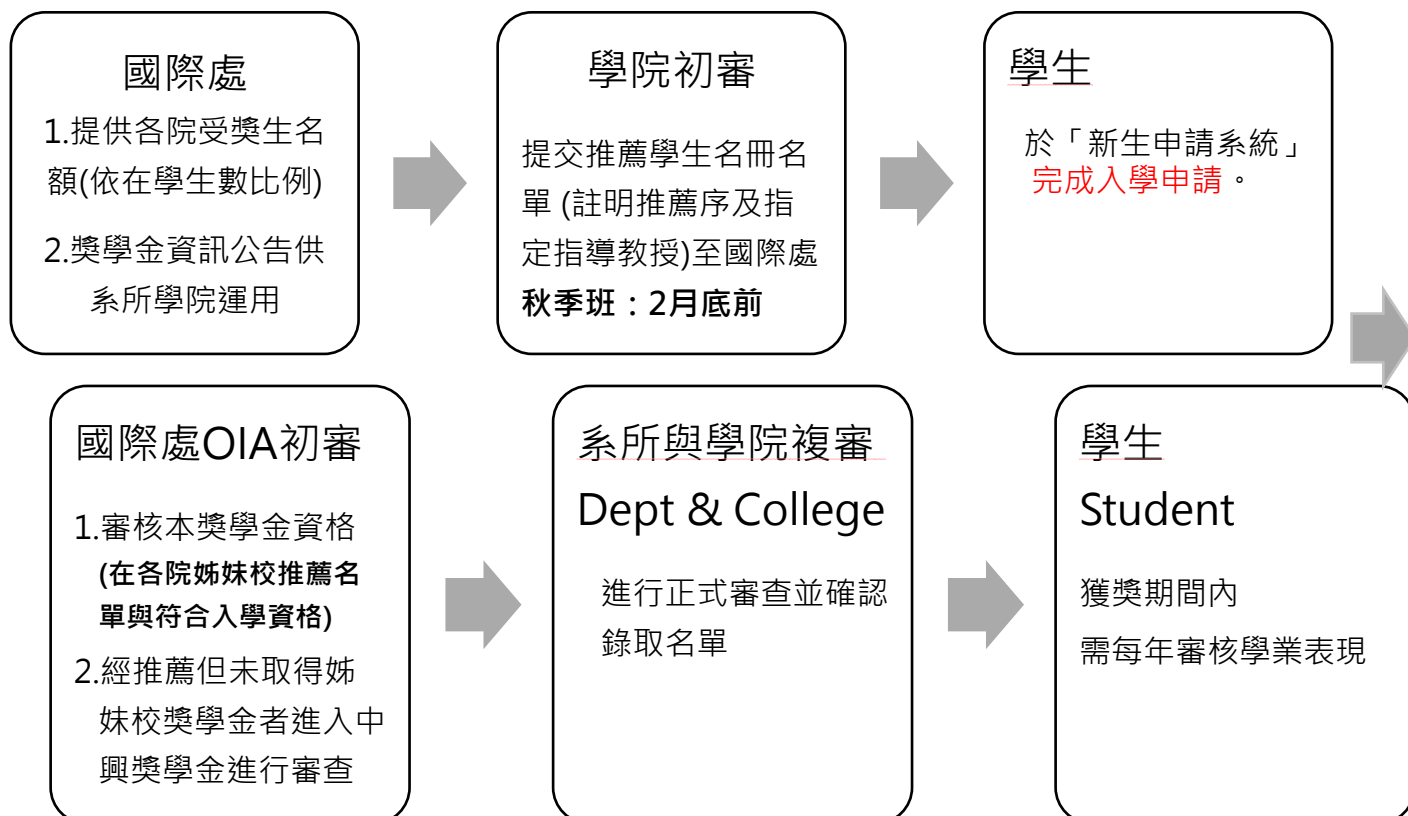 國際處
1.提供各院受獎生名
額(依在學生數比例)
2.獎學金資訊公告供
系所學院運用
學院初審
提交推薦學生名冊名
單 (註明推薦序及指
定指導教授)至國際處
秋季班：2月底前
學生
於「新生申請系統」
完成入學申請。
國際處OIA初審
1.審核本獎學金資格
(在各院姊妹校推薦名
單與符合入學資格)
2.經推薦但未取得姊
妹校獎學金者進入中
興獎學金進行審查
系所與學院複審
Dept & College
進行正式審查並確認
錄取名單
學生
Student
獲獎期間內
需每年審核學業表現